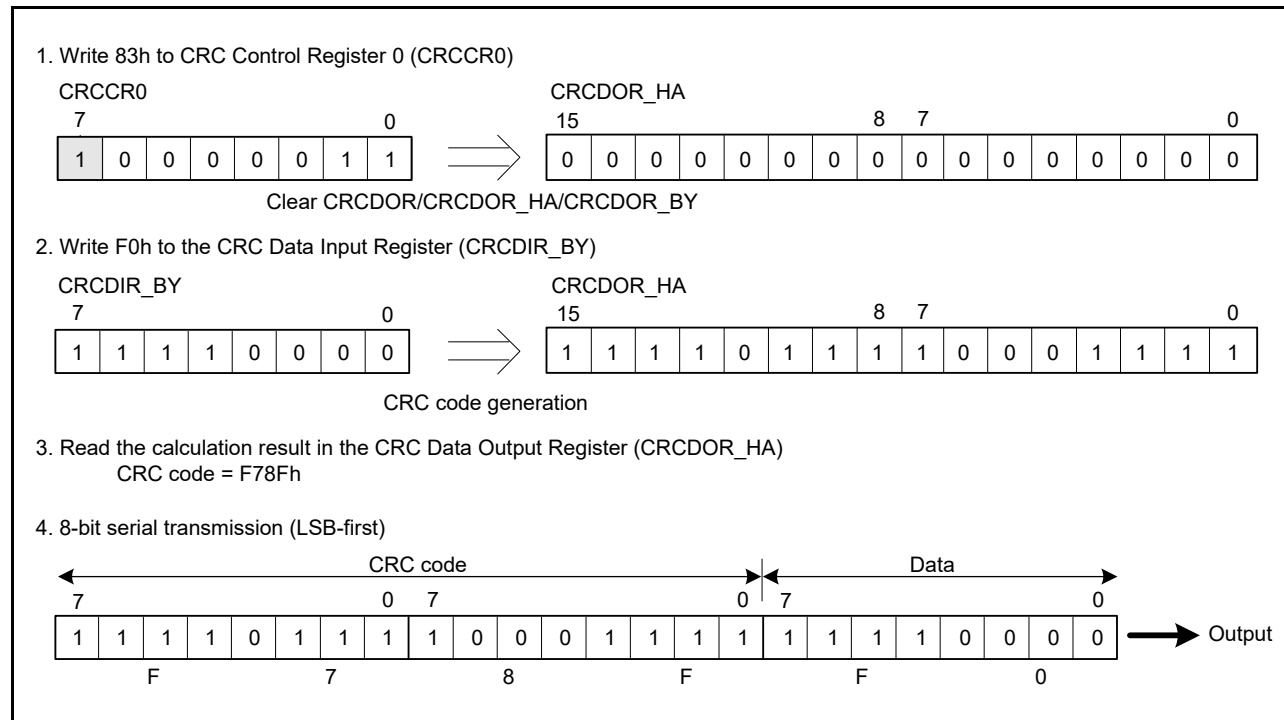 1. Write 83h to CRC Control Register 0 (CRCCR0)
CRCCR0 CRCDOR_HA
7 0 15 8 7 0
1 0 0 0 0 0 1 1 0 0 0 0 0 0 0 0 0 0 0 0 0 0 0 0
Clear CRCDOR/CRCDOR_HA/CRCDOR_BY
2. Write F0h to the CRC Data Input Register (CRCDIR_BY)
CRCDIR_BY CRCDOR_HA
7 0 15 8 7 0
1 1 1 1 0 0 0 0 1 1 1 1 0 1 1 1 1 0 0 0 1 1 1 1
CRC code generation
3. Read the calculation result in the CRC Data Output Register (CRCDOR_HA)
CRC code = F78Fh
4. 8-bit serial transmission (LSB-first)
CRC code Data
7 0 7 0 7 0
1 1 1 1 0 1 1 1 1 0 0 0 1 1 1 1 1 1 1 1 0 0 0 0 Output
F 7 8 F F 0